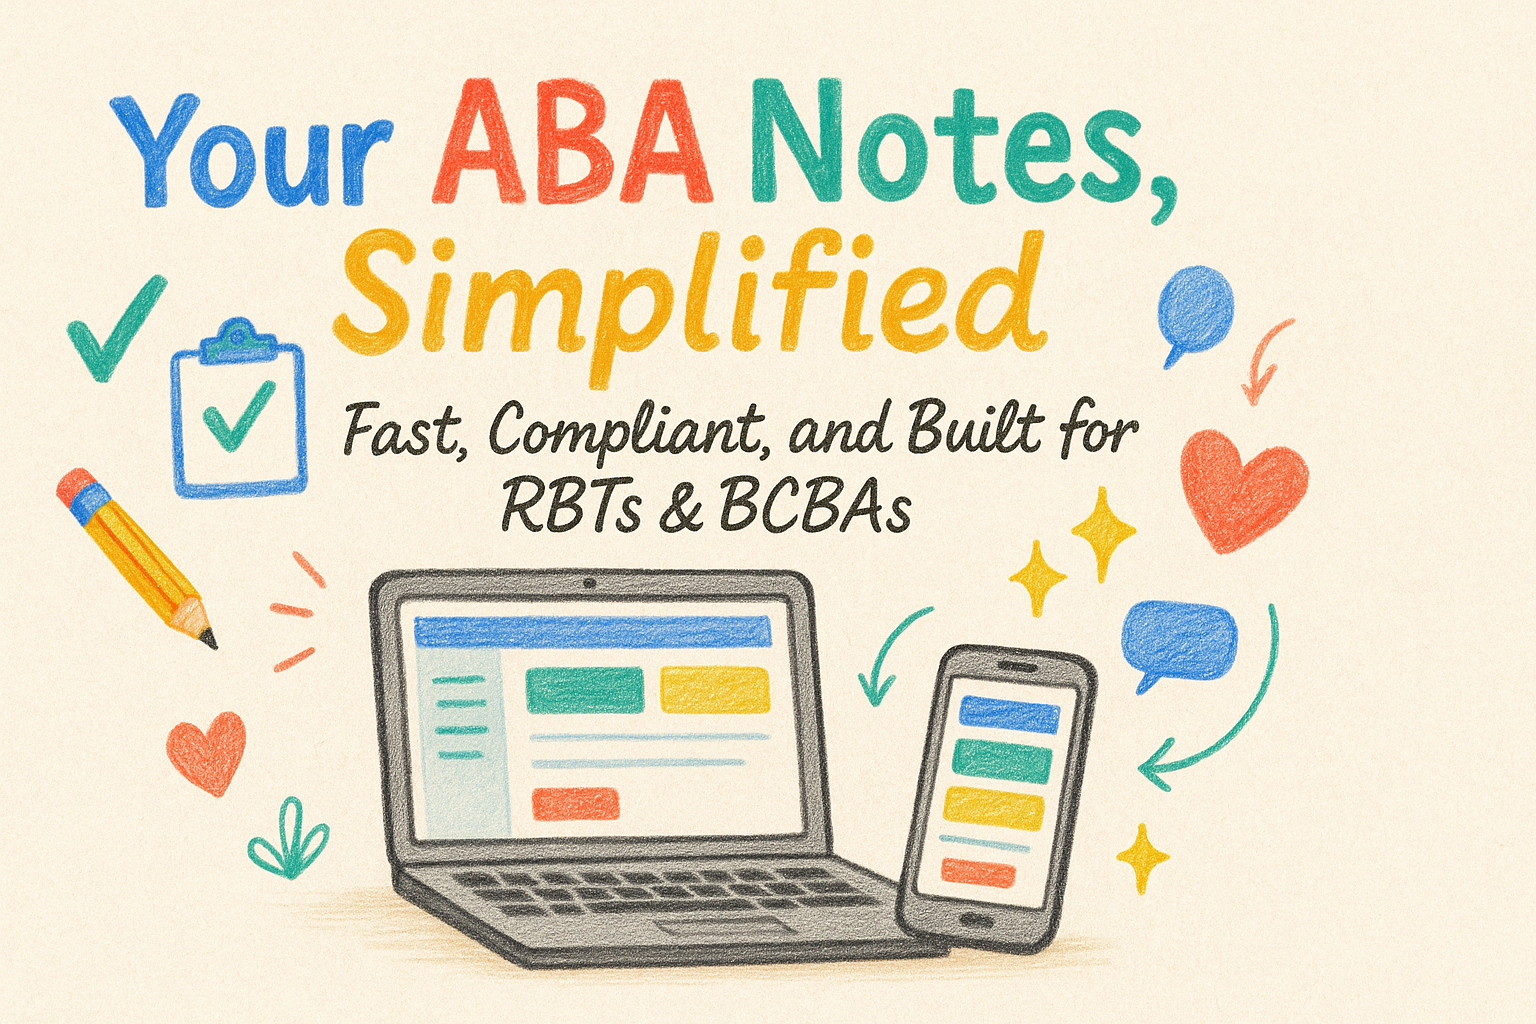 Your ABA Notes,
Simplified
Fast, Compliant, and Built for
RBTs & BCBAs